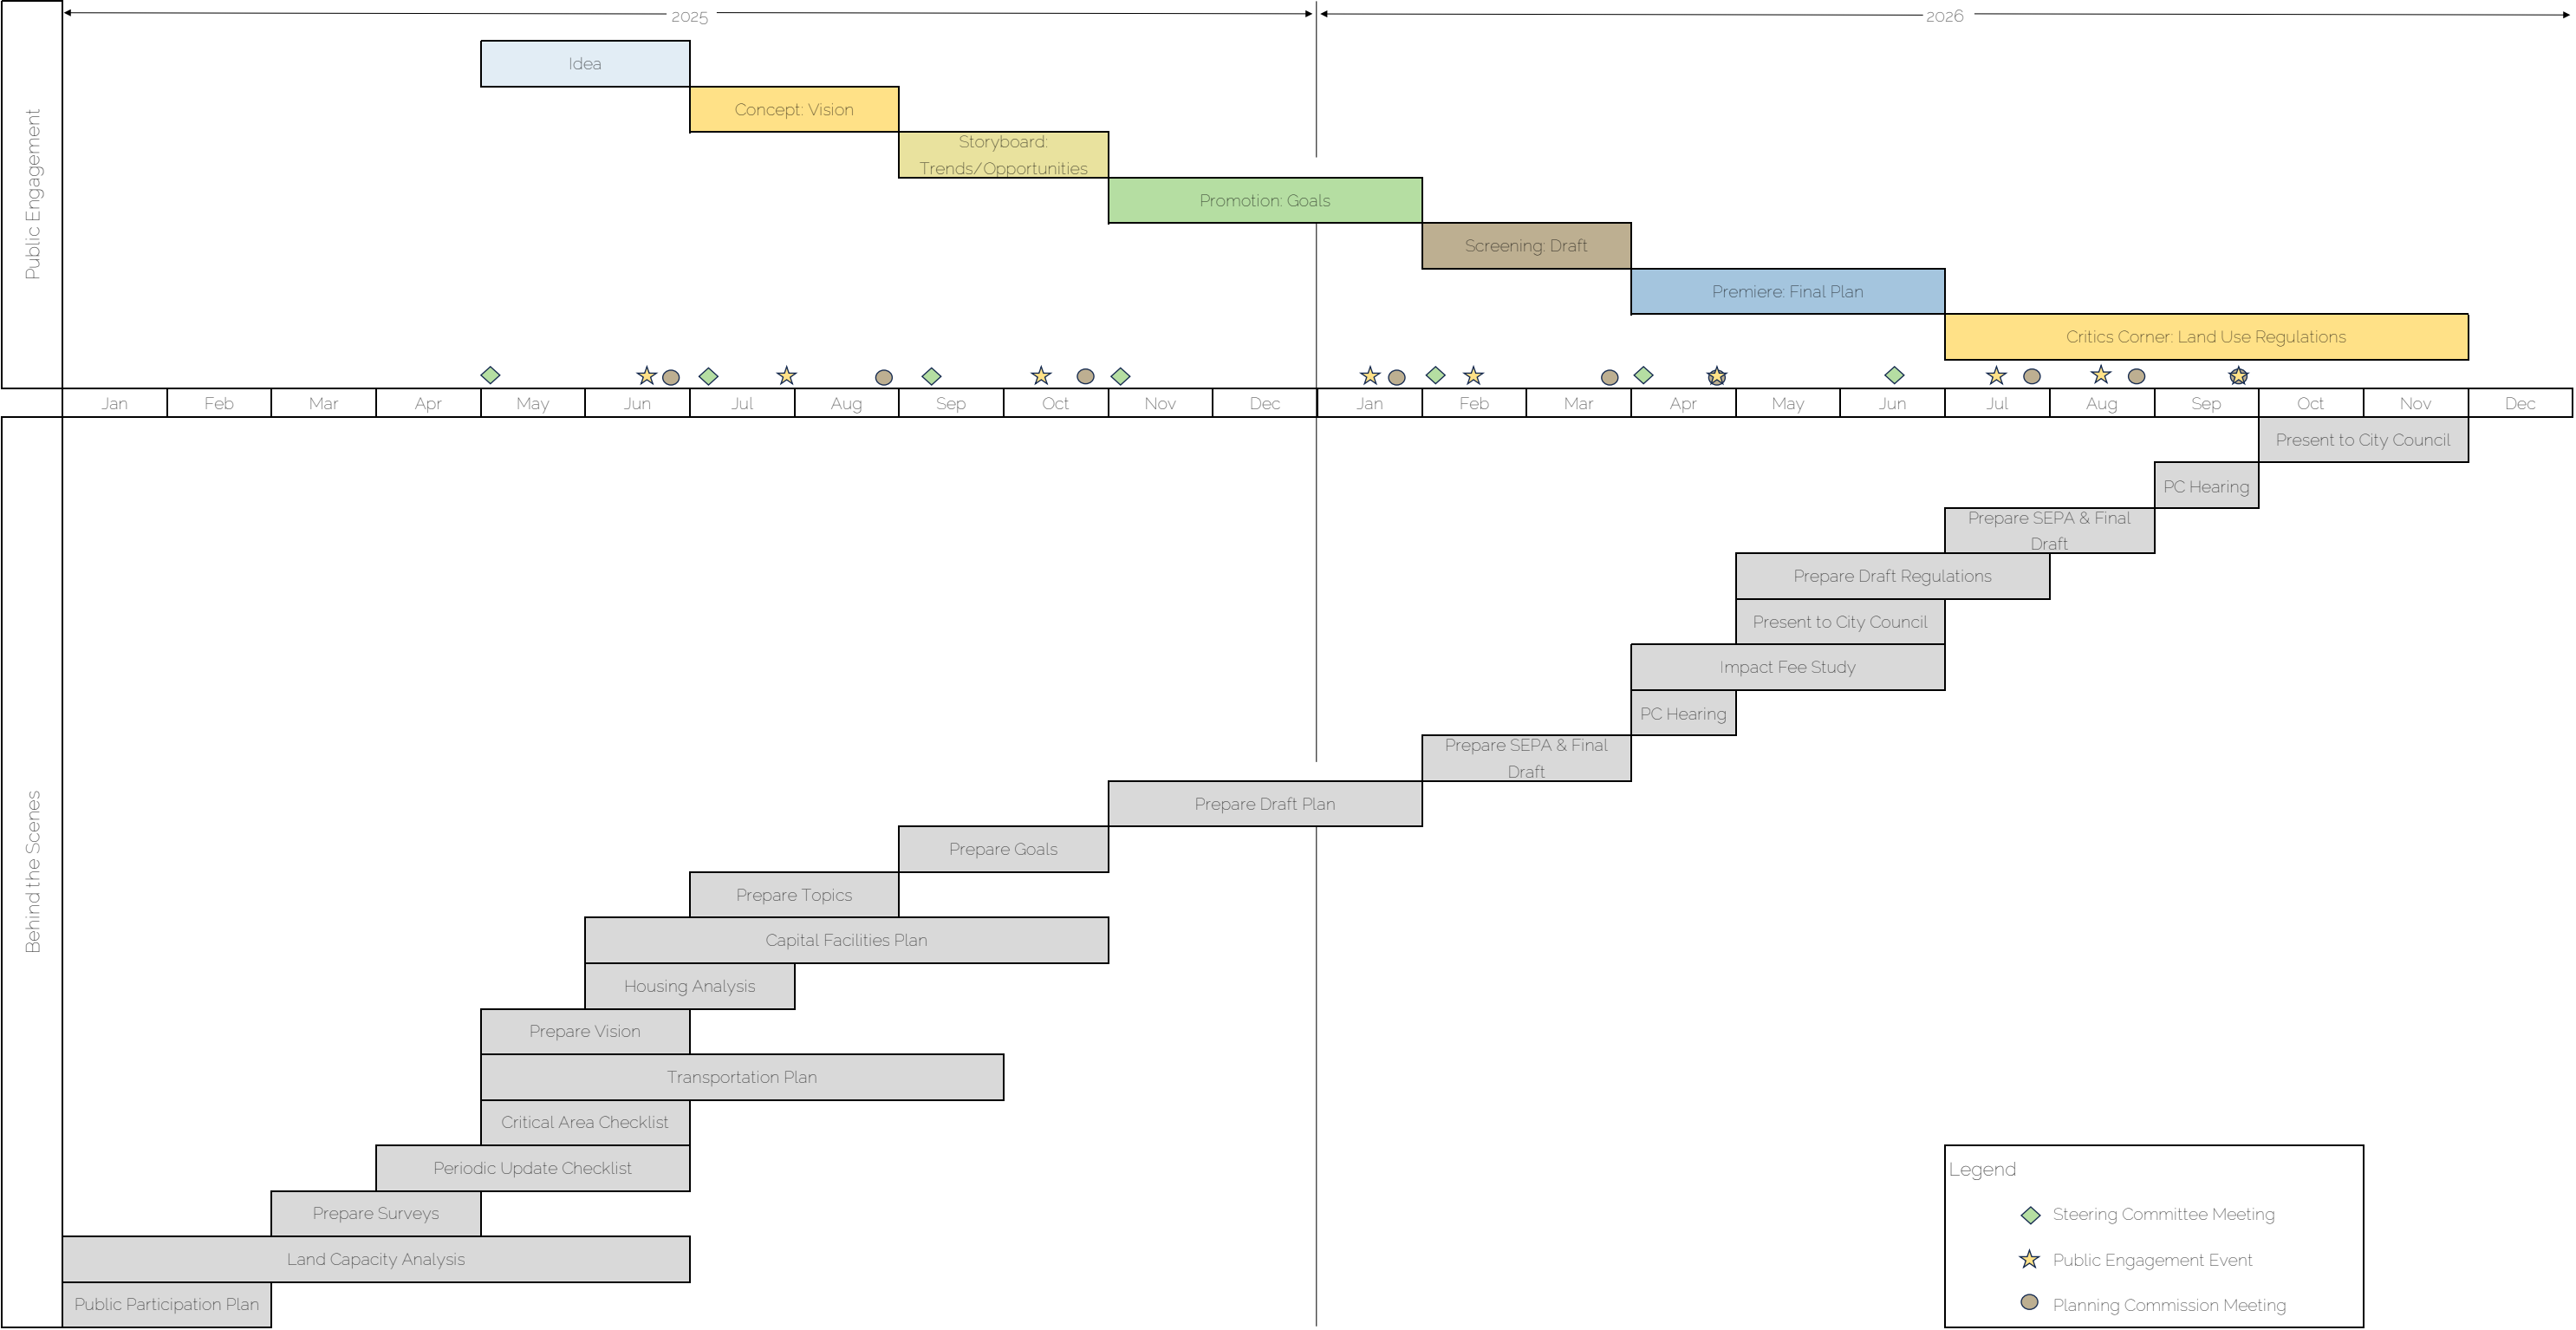 2025
2026
Public Engagement
Idea
Concept: Vision
Storyboard:
Trends/Opportunities
Promotion: Goals
Screening: Draft
Premiere: Final Plan
Critics Corner: Land Use Regulations
Jan Feb Mar Apr May Jun Jul Aug Sep Oct Nov Dec Jan Feb Mar Apr May Jun Jul Aug Sep Oct Nov Dec
Behind the Scenes
Present to City Council
PC Hearing
Prepare SEPA & Final
Draft
Prepare Draft Regulations
Present to City Council
Impact Fee Study
PC Hearing
Prepare SEPA & Final
Draft
Prepare Draft Plan
Prepare Goals
Prepare Topics
Capital Facilities Plan
Housing Analysis
Prepare Vision
Transportation Plan
Critical Area Checklist
Periodic Update Checklist
Prepare Surveys
Land Capacity Analysis
Public Participation Plan
Legend
Steering Committee Meeting
Public Engagement Event
Planning Commission Meeting